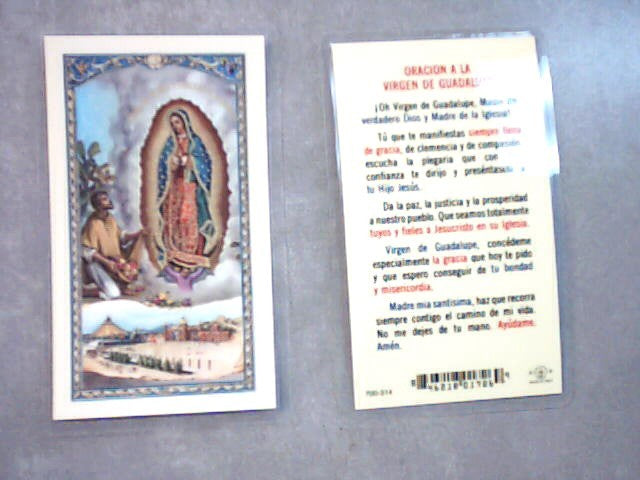 ORACION A LA
VIRGEN DE
¡Oh Virgen de Guadalupe,
verdadero Dios y Madre de la Iglesia!
Tú que te manifiestas siempre llena
de gracia, de clemencia y de compasión
escucha la plegaria que con
confianza te dirijo y preséntasela a
tu Hijo Jesús.
Da la paz, la justicia y la prosperidad
a nuestro pueblo. Que seamos totalmente
tuyos y fieles a Jesucristo en su Iglesia.
Virgen de Guadalupe, concédeme
especialmente la gracia que hoy te pido
y que espero conseguir de tu bondad
y misericordia.
Madre mia santisima, haz que recorra
siempre contigo el camino de mi vida.
No me dejes de tu mano. Ayúdame.
Amén.